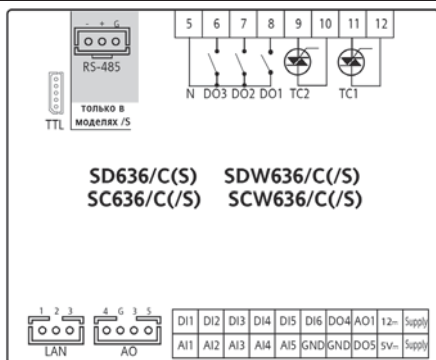 - + G
5 6 7 8 9 10 11 12
RS-485
N DO3 DO2 DO1 TC2 TC1
TTL
только в
моделях /S
SD636/C(S) SDW636/C(/S)
SC636/C(/S) SCW636/C(/S)
1 2 3
4 G 3 5
LAN
AO
DI1 DI2 DI3 DI4 DI5 DI6 DO4 AO1 12⎓ Supply
AI1 AI2 AI3 AI4 AI5 GND GND DO5 5V⎓ Supply